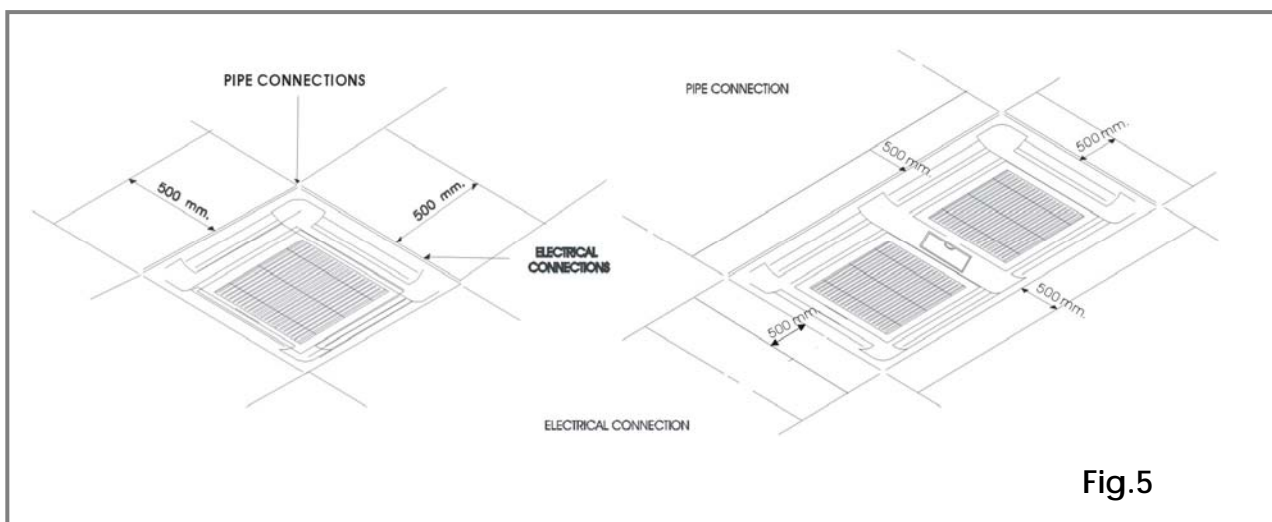 PIPE CONNECTIONS
500 mm.
500 mm.
ELECTRICAL
CONNECTIONS
PIPE CONNECTION
500 mm.
500 mm.
500 mm.
500 mm.
ELECTRICAL CONNECTION
Fig.5